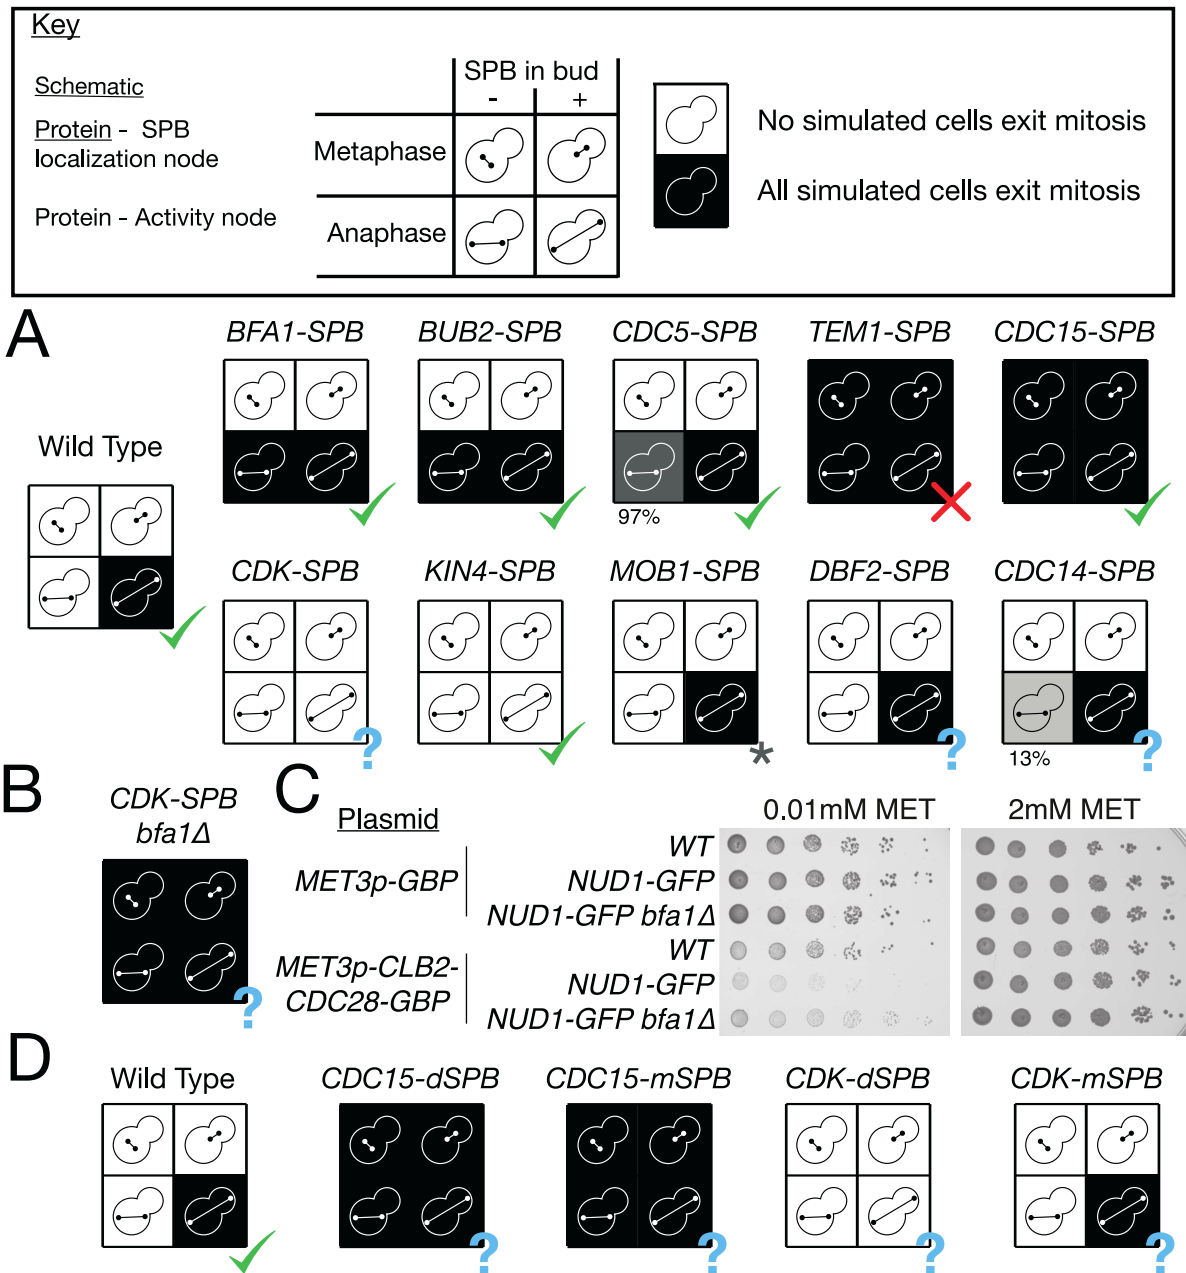 Key
Schematic
Protein - SPB
localization node
Protein - Activity node
SPB in bud
- +
Metaphase
Anaphase
No simulated cells exit mitosis
All simulated cells exit mitosis
A
Wild Type
BFA1-SPB
BUB2-SPB
CDC5-SPB
TEM1-SPB
CDC15-SPB
97%
CDK-SPB
KIN4-SPB
MOB1-SPB
DBF2-SPB
CDC14-SPB
?
*
?
13%
?
B
CDK-SPB
bfa1Δ
?
C
Plasmid
0.01mM MET
2mM MET
MET3p-GBP
WT
NUD1-GFP
NUD1-GFP bfa1Δ
MET3p-CLB2-
CDC28-GBP
WT
NUD1-GFP
NUD1-GFP bfa1Δ
D
Wild Type
CDC15-dSPB
CDC15-mSPB
CDK-dSPB
CDK-mSPB
?
?
?
?